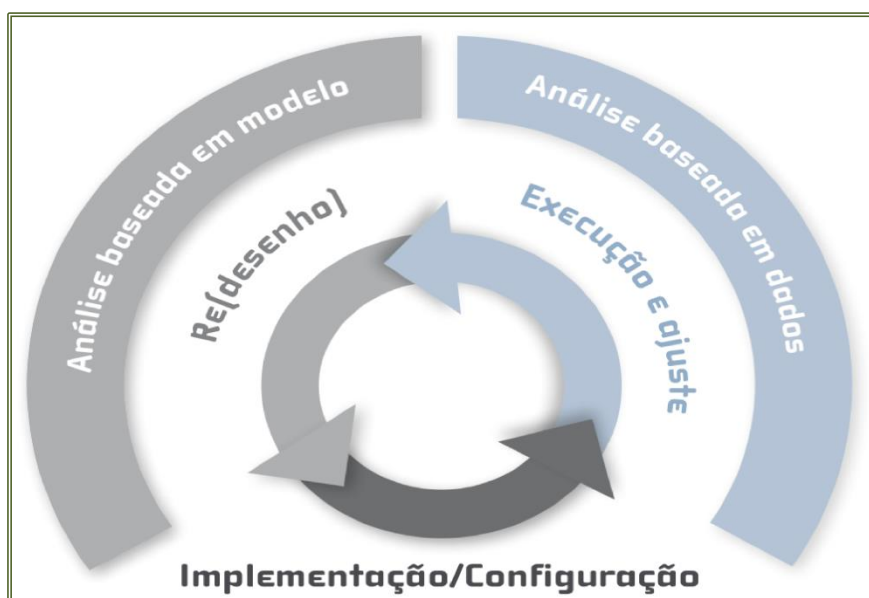 Análise baseada em modelo
Análise baseada em dados
Re(desenho)
Execução e ajuste
Implementação/Configuração